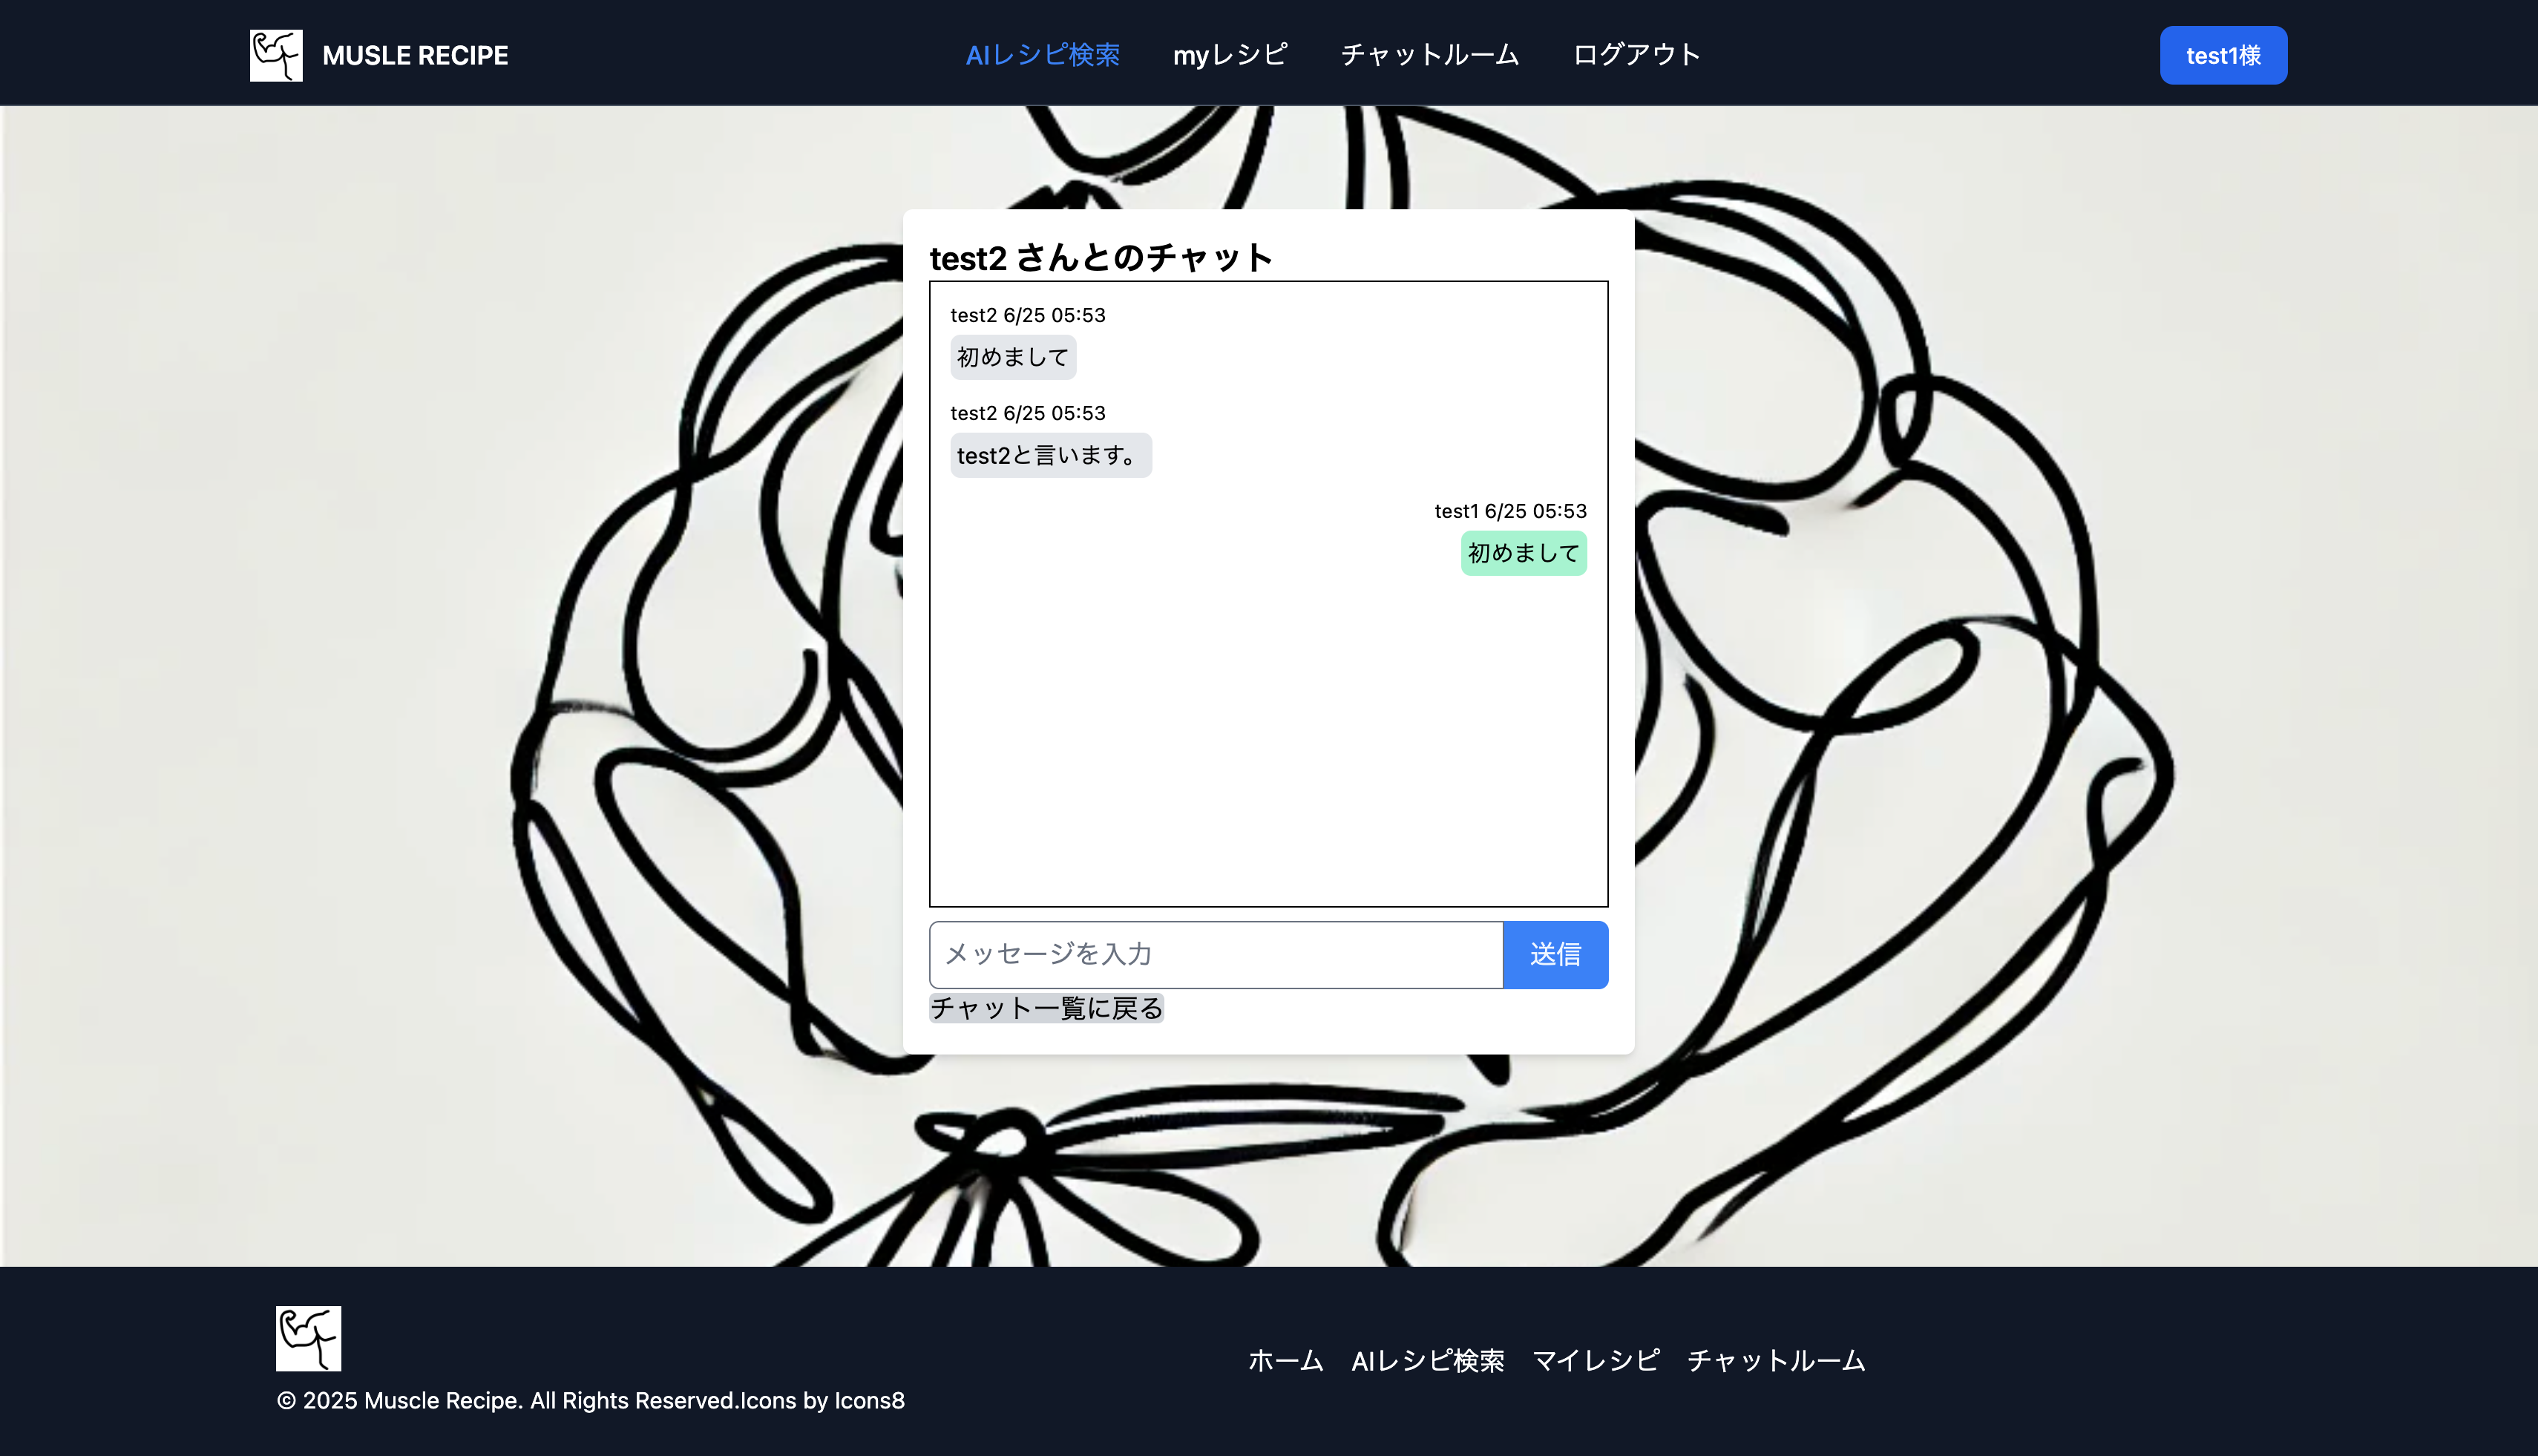 MUSLE RECIPE AIレシピ検索 myレシピ チャットルーム ログアウト test1様
test2 さんとのチャット
test2 6/25 05:53
初めまして
test2 6/25 05:53
test2と言います。
test1 6/25 05:53
初めまして
メッセージを入力 送信
チャット一覧に戻る
ホーム AIレシピ検索 マイレシピ チャットルーム
© 2025 Muscle Recipe. All Rights Reserved.Icons by Icons8